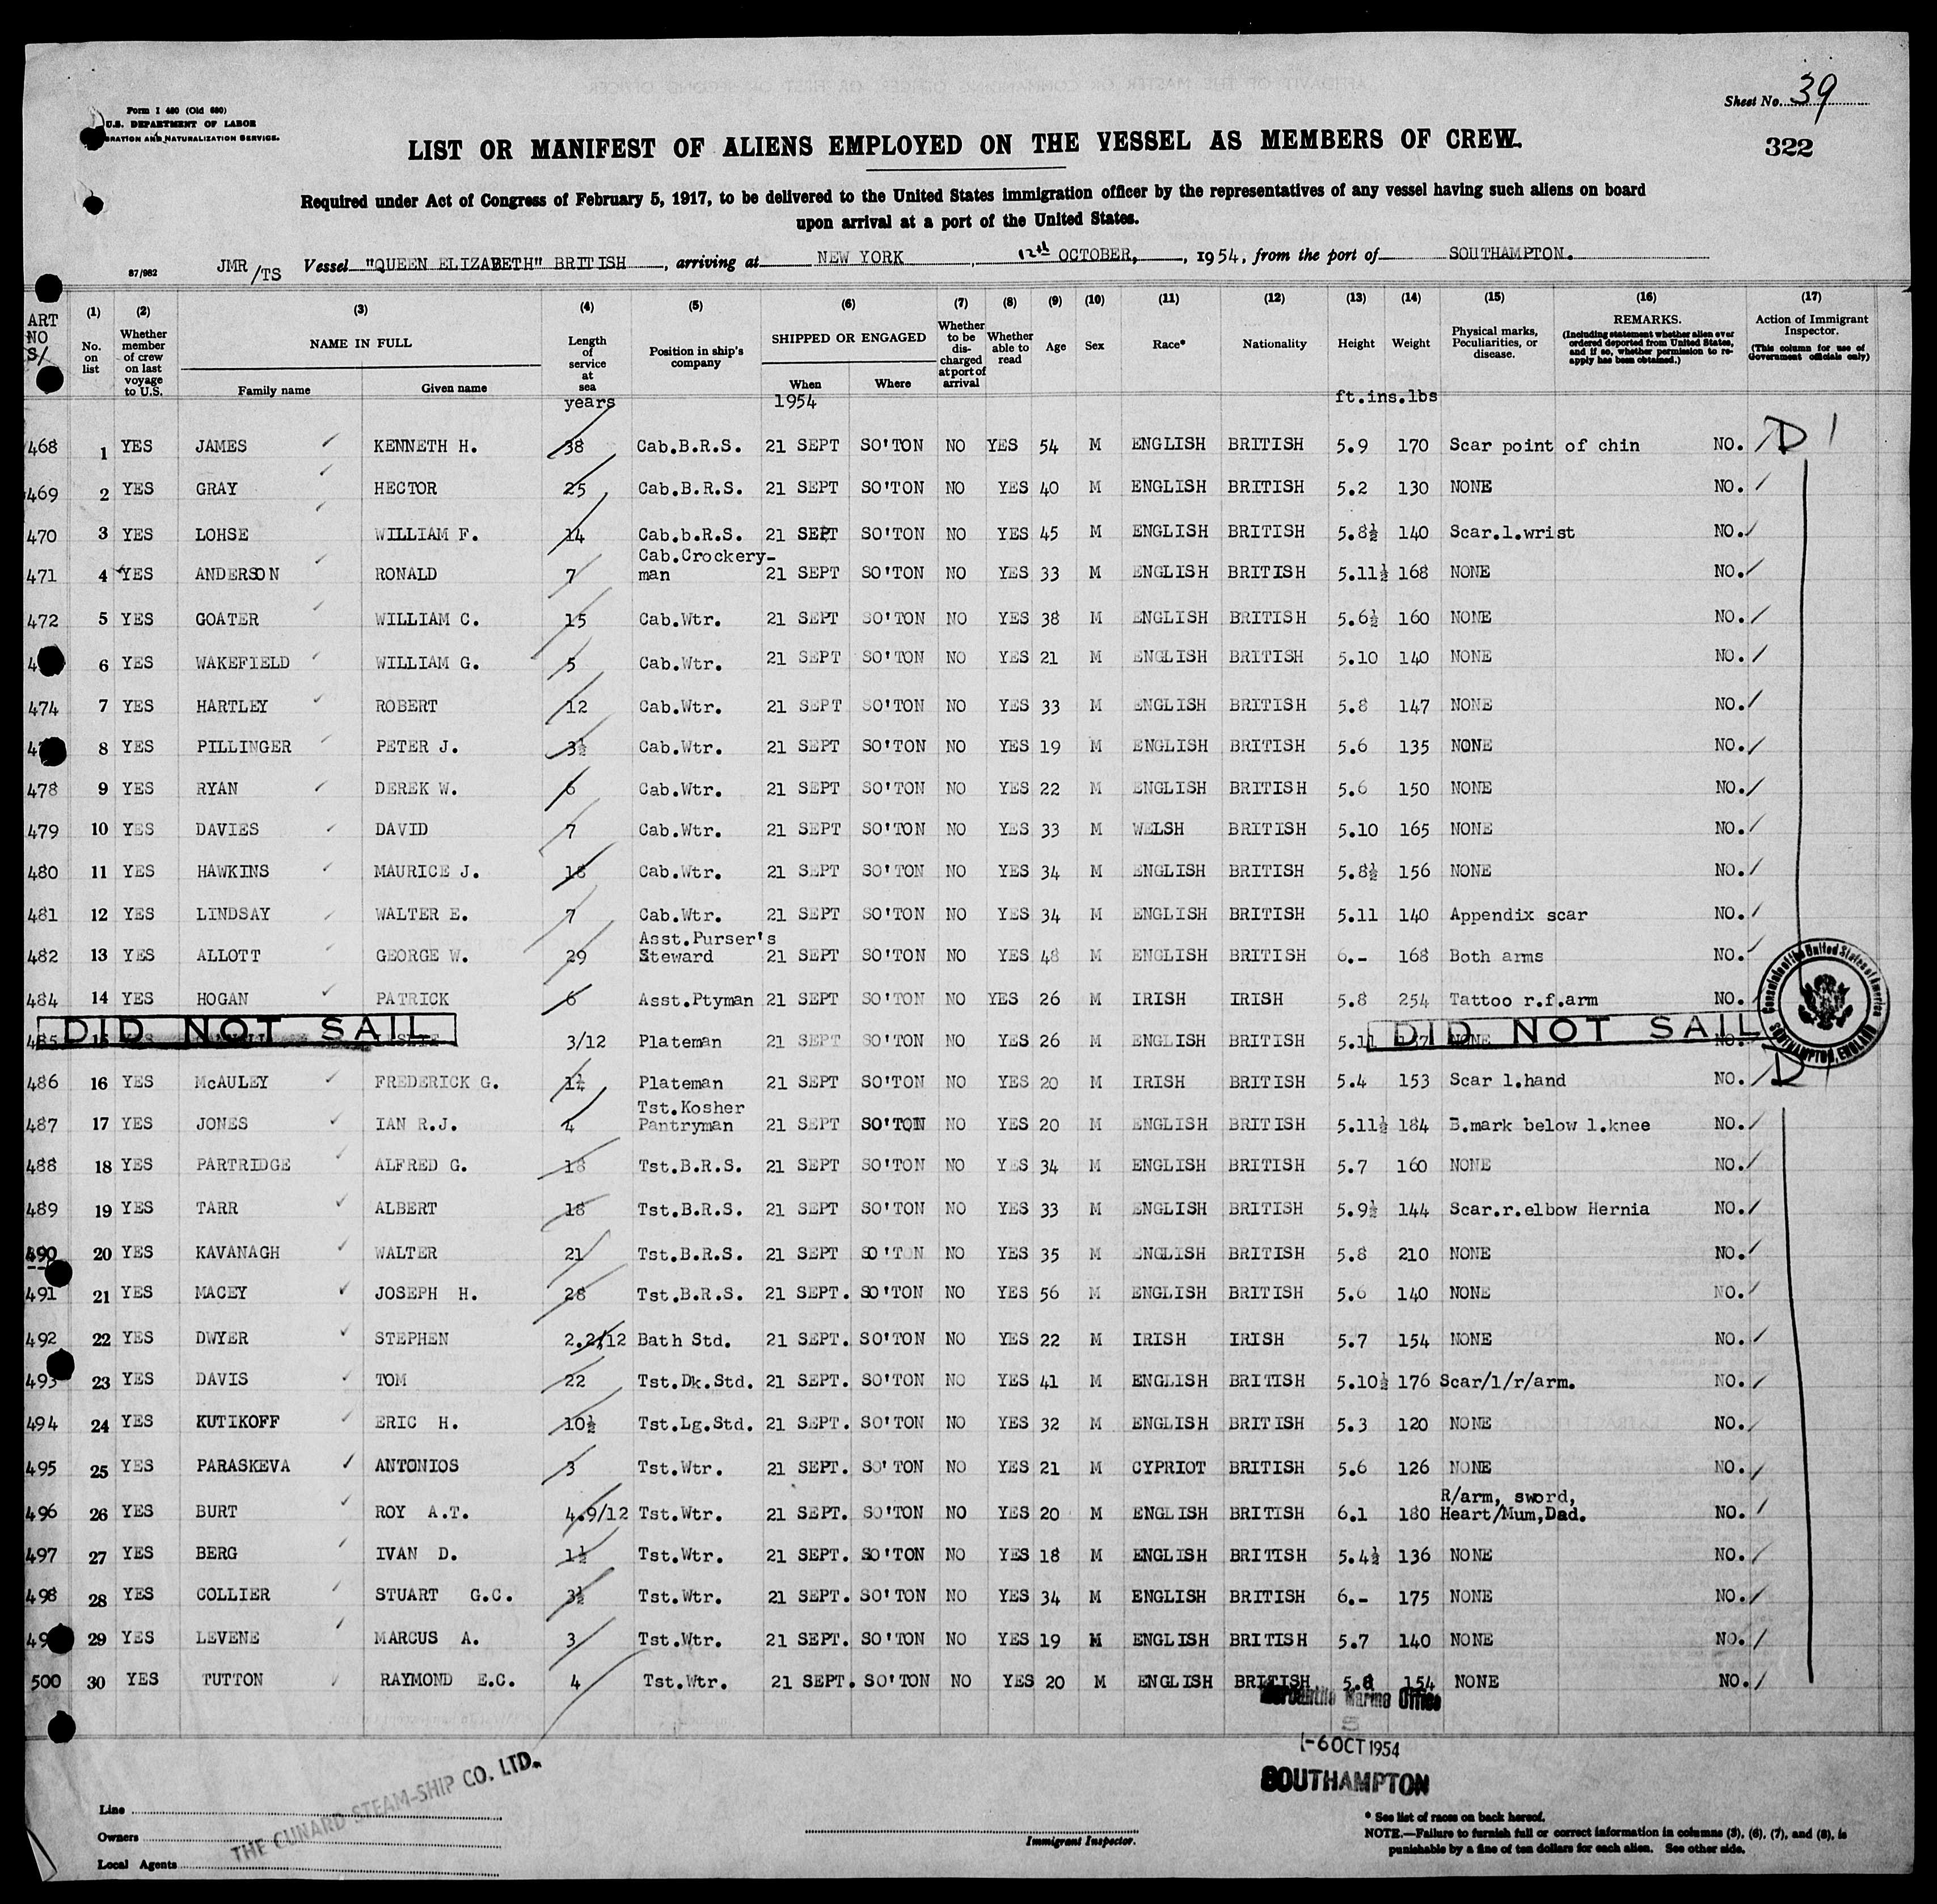 Sheet No. 39
Form I 480 (Old 680)
U.S. DEPARTMENT OF LABOR
RATION AND NATURALIZATION SERVICE.
LIST OR MANIFEST OF ALIENS EMPLOYED ON THE VESSEL AS MEMBERS OF CREW.
322
Required under Act of Congress of February 5, 1917, to be delivered to the United States immigration officer by the representatives of any vessel having such aliens on board
upon arrival at a port of the United States.
87/982 JMR/TS Vessel "QUEEN ELIZABETH" BRITISH, arriving at NEW YORK, 12th OCTOBER, 1954, from the port of SOUTHAMPTON.
ART NO S/ (1) No. on list (2) Whether member of crew on last voyage to U.S. (3) NAME IN FULL Family name Given name (4) Length of service at sea (5) Position in ship's company (6) SHIPPED OR ENGAGED When Where (7) Whether to be discharged at port of arrival (8) Whether able to read (9) Age (10) Sex (11) Race* (12) Nationality (13) Height (14) Weight (15) Physical marks, Peculiarities, or disease. (16) REMARKS. (Including statement whether alien ever ordered deported from United States, and if so, whether permission to re-apply has been obtained.) (17) Action of Immigrant Inspector. (This column for use of Government officials only)
years 1954 ft.ins.lbs
468 1 YES JAMES KENNETH H. 38 Cab.B.R.S. 21 SEPT SO'TON NO YES 54 M ENGLISH BRITISH 5.9 170 Scar point of chin NO. D 1
469 2 YES GRAY HECTOR 25 Cab.B.R.S. 21 SEPT SO'TON NO YES 40 M ENGLISH BRITISH 5.2 130 NONE NO.
470 3 YES LOHSE WILLIAM F. 14 Cab.b.R.S. 21 SEPT SO'TON NO YES 45 M ENGLISH BRITISH 5.8½ 140 Scar.l.wrist NO.
Cab.Crockery-
471 4 YES ANDERSON RONALD 7 man 21 SEPT SO'TON NO YES 33 M ENGLISH BRITISH 5.11½ 168 NONE NO.
472 5 YES GOATER WILLIAM C. 15 Cab.Wtr. 21 SEPT SO'TON NO YES 38 M ENGLISH BRITISH 5.6½ 160 NONE NO.
6 YES WAKEFIELD WILLIAM G. 5 Cab.Wtr. 21 SEPT SO'TON NO YES 21 M ENGLISH BRITISH 5.10 140 NONE NO.
474 7 YES HARTLEY ROBERT 12 Cab.Wtr. 21 SEPT SO'TON NO YES 33 M ENGLISH BRITISH 5.8 147 NONE NO.
8 YES PILLINGER PETER J. 3½ Cab.Wtr. 21 SEPT SO'TON NO YES 19 M ENGLISH BRITISH 5.6 135 NONE NO.
478 9 YES RYAN DEREK W. 6 Cab.Wtr. 21 SEPT SO'TON NO YES 22 M ENGLISH BRITISH 5.6 150 NONE NO.
479 10 YES DAVIES DAVID 7 Cab.Wtr. 21 SEPT SO'TON NO YES 33 M WELSH BRITISH 5.10 165 NONE NO.
480 11 YES HAWKINS MAURICE J. 18 Cab.Wtr. 21 SEPT SO'TON NO YES 34 M ENGLISH BRITISH 5.8½ 156 NONE NO.
481 12 YES LINDSAY WALTER E. 7 Cab.Wtr. 21 SEPT SO'TON NO YES 34 M ENGLISH BRITISH 5.11 140 Appendix scar NO.
Asst.Purser's
482 13 YES ALLOTT GEORGE W. 29 Steward 21 SEPT SO'TON NO YES 48 M ENGLISH BRITISH 6.- 168 Both arms NO.
484 14 YES HOGAN PATRICK 6 Asst.Ptyman 21 SEPT SO'TON NO YES 26 M IRISH IRISH 5.8 254 Tattoo r.f.arm NO.
Consulate of the United States of America SOUTHAMPTON, ENGLAND
DID NOT SAIL DID NOT SAIL
485 15 3/12 Plateman 21 SEPT SO'TON NO YES 26 M ENGLISH BRITISH 5.11 NONE NO.
486 16 YES McAULEY FREDERICK G. 1¼ Plateman 21 SEPT SO'TON NO YES 20 M IRISH BRITISH 5.4 153 Scar l.hand NO. D 1
Tst.Kosher
487 17 YES JONES IAN R.J. 4 Pantryman 21 SEPT SO'TON NO YES 20 M ENGLISH BRITISH 5.11½ 184 B.mark below l.knee NO.
488 18 YES PARTRIDGE ALFRED G. 18 Tst.B.R.S. 21 SEPT SO'TON NO YES 34 M ENGLISH BRITISH 5.7 160 NONE NO.
489 19 YES TARR ALBERT 18 Tst.B.R.S. 21 SEPT SO'TON NO YES 33 M ENGLISH BRITISH 5.9½ 144 Scar.r.elbow Hernia NO.
490 20 YES KAVANAGH WALTER 21 Tst.B.R.S. 21 SEPT SO'TON NO YES 35 M ENGLISH BRITISH 5.8 210 NONE NO.
491 21 YES MACEY JOSEPH H. 28 Tst.B.R.S. 21 SEPT. SO'TON NO YES 56 M ENGLISH BRITISH 5.6 140 NONE NO.
492 22 YES DWYER STEPHEN 2.2/12 Bath Std. 21 SEPT. SO'TON NO YES 22 M IRISH IRISH 5.7 154 NONE NO.
493 23 YES DAVIS TOM 22 Tst.Dk.Std. 21 SEPT. SO'TON NO YES 41 M ENGLISH BRITISH 5.10½ 176 Scar/l/r/arm. NO.
494 24 YES KUTIKOFF ERIC H. 10½ Tst.Lg.Std. 21 SEPT. SO'TON NO YES 32 M ENGLISH BRITISH 5.3 120 NONE NO.
495 25 YES PARASKEVA ANTONIOS 3 Tst.Wtr. 21 SEPT. SO'TON NO YES 21 M CYPRIOT BRITISH 5.6 126 NONE NO.
R/arm, sword,
496 26 YES BURT ROY A.T. 4.9/12 Tst.Wtr. 21 SEPT. SO'TON NO YES 20 M ENGLISH BRITISH 6.1 180 Heart/Mum,Dad. NO.
497 27 YES BERG IVAN D. 1½ Tst.Wtr. 21 SEPT. SO'TON NO YES 18 M ENGLISH BRITISH 5.4½ 136 NONE NO.
498 28 YES COLLIER STUART G.C. 3½ Tst.Wtr. 21 SEPT. SO'TON NO YES 34 M ENGLISH BRITISH 6.- 175 NONE NO.
29 YES LEVENE MARCUS A. 3 Tst.Wtr. 21 SEPT. SO'TON NO YES 19 M ENGLISH BRITISH 5.7 140 NONE NO.
500 30 YES TUTTON RAYMOND E.C. 4 Tst.Wtr. 21 SEPT. SO'TON NO YES 20 M ENGLISH BRITISH 5.8 154 NONE NO.
Mercantile Marine Office
-6 OCT 1954
SOUTHAMPTON
THE CUNARD STEAM-SHIP CO. LTD.
Line
Owners
Local Agents
Immigrant Inspector.
* See list of races on back hereof.
NOTE.—Failure to furnish full or correct information in columns (3), (6), (7), and (8), is
punishable by a fine of ten dollars for each alien. See other side.